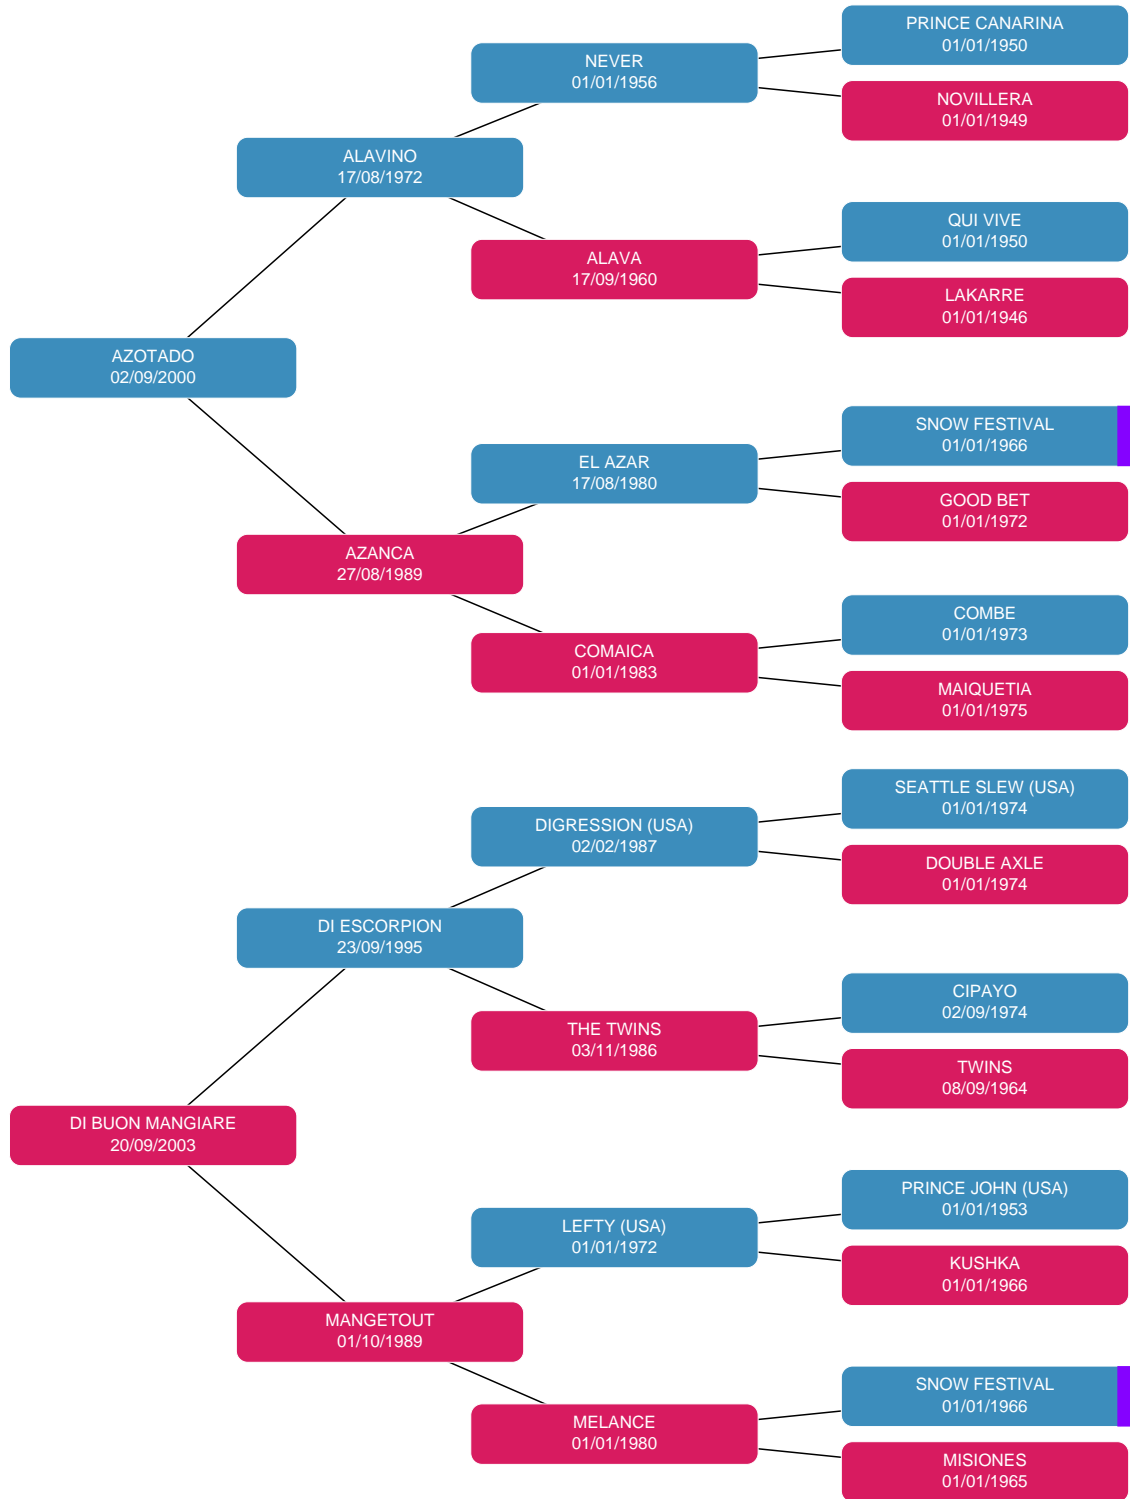 PRINCE CANARINA
01/01/1950
NEVER
01/01/1956
NOVILLERA
01/01/1949
ALAVINO
17/08/1972
QUI VIVE
01/01/1950
ALAVA
17/09/1960
LAKARRE
01/01/1946
AZOTADO
02/09/2000
SNOW FESTIVAL
01/01/1966
EL AZAR
17/08/1980
GOOD BET
01/01/1972
AZANCA
27/08/1989
COMBE
01/01/1973
COMAICA
01/01/1983
MAIQUETIA
01/01/1975
SEATTLE SLEW (USA)
01/01/1974
DIGRESSION (USA)
02/02/1987
DOUBLE AXLE
01/01/1974
DI ESCORPION
23/09/1995
CIPAYO
02/09/1974
THE TWINS
03/11/1986
TWINS
08/09/1964
DI BUON MANGIARE
20/09/2003
PRINCE JOHN (USA)
01/01/1953
LEFTY (USA)
01/01/1972
KUSHKA
01/01/1966
MANGETOUT
01/10/1989
SNOW FESTIVAL
01/01/1966
MELANCE
01/01/1980
MISIONES
01/01/1965